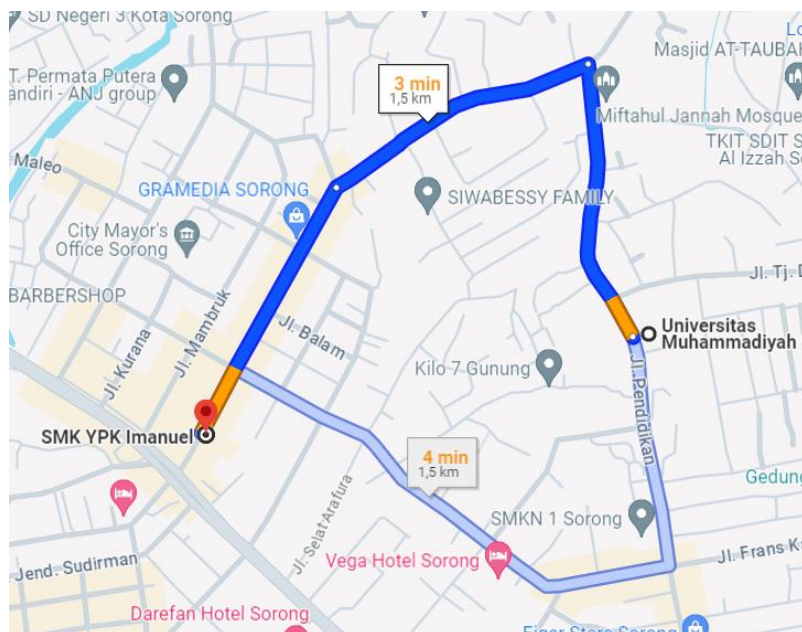 SD Negeri 3 Kota Sorong
T. Permata Putera
andiri - ANJ group
Maleo
GRAMEDIA SORONG
City Mayor's
Office Sorong
BARBERSHOP
Jl. Kurana
Jl. Mambruk
Jl. Balam
SMK YPK Imanuel
Jend. Sudirman
Darefan Hotel Sorong
Jl-Selat Arafura
3 min
1,5 km
SIWABESSY FAMILY
Masjid AT-TAUBAH
Miftahul Jannah Mosque
TKIT SDIT S
Al Izzah S
Jl. Tj. D
Universitas
Muhammadiyah
Kilo 7 Gunung
Jl. Pendidikan
4 min
1,5 km
SMKN 1 Sorong
Vega Hotel Sorong
Gedung
Jl. Frans Ka
Eiger Store Sorong